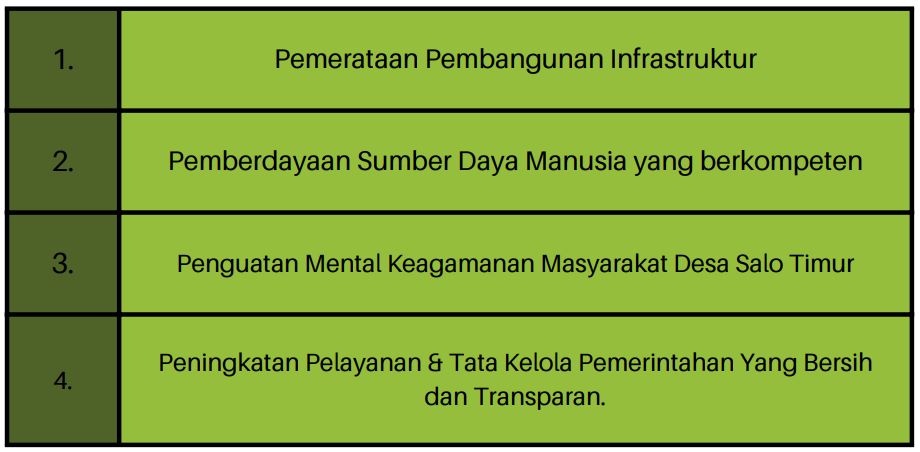 1. Pemerataan Pembangunan Infrastruktur
2. Pemberdayaan Sumber Daya Manusia yang berkompeten
3. Penguatan Mental Keagamanan Masyarakat Desa Salo Timur
4. Peningkatan Pelayanan & Tata Kelola Pemerintahan Yang Bersih
dan Transparan.